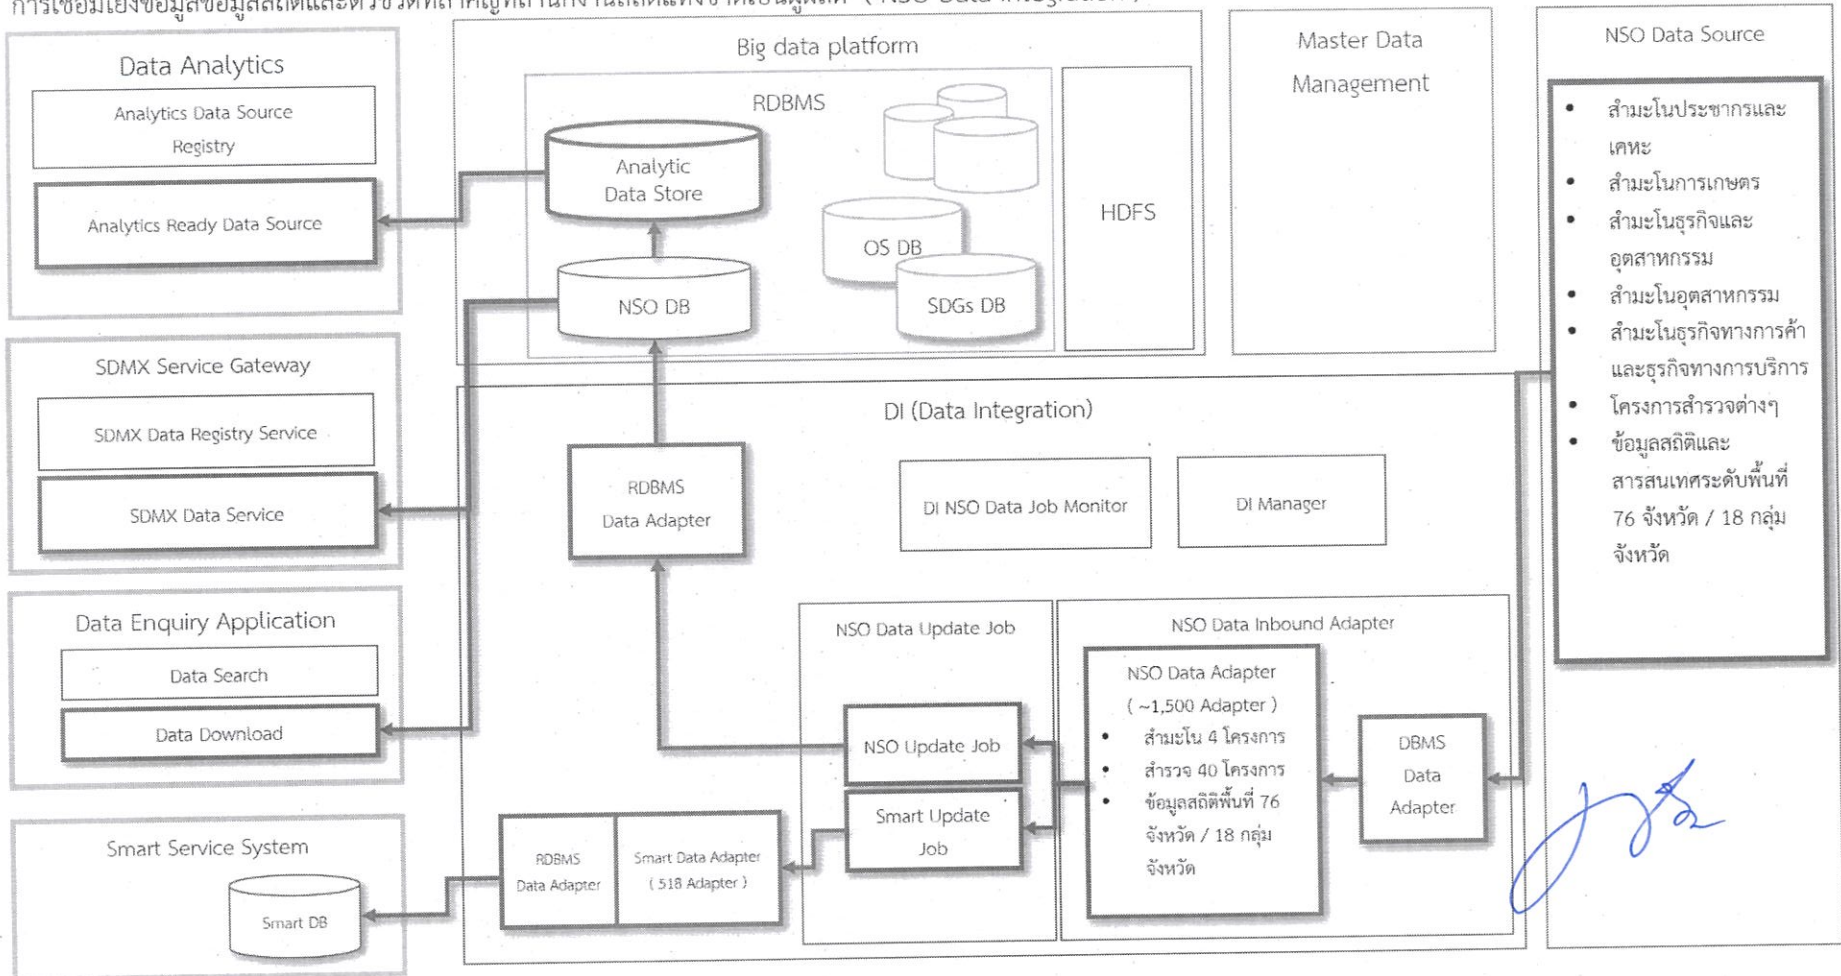 ( NSO Data Integration )
Data Analytics
Analytics Data Source
Registry
Analytics Ready Data Source
SDMX Service Gateway
SDMX Data Registry Service
SDMX Data Service
Data Enquiry Application
Data Search
Data Download
Smart Service System
Smart DB
Big data platform
RDBMS
Analytic
Data Store
NSO DB
OS DB
SDGs DB
HDFS
Master Data
Management
DI (Data Integration)
RDBMS
Data Adapter
DI NSO Data Job Monitor
DI Manager
NSO Data Update Job
NSO Update Job
Smart Update
Job
RDBMS
Data Adapter
Smart Data Adapter
( 518 Adapter )
NSO Data Inbound Adapter
NSO Data Adapter
( ~1,500 Adapter )
• สำมะโน 4 โครงการ
• สำรวจ 40 โครงการ
• ข้อมูลสถิติพื้นที่ 76
จังหวัด / 18 กลุ่ม
จังหวัด
DBMS
Data
Adapter
NSO Data Source
• สำมะโนประชากรและ
เคหะ
• สำมะโนการเกษตร
• สำมะโนธุรกิจและ
อุตสาหกรรม
• สำมะโนอุตสาหกรรม
• สำมะโนธุรกิจทางการค้า
และธุรกิจทางการบริการ
• โครงการสำรวจต่างๆ
• ข้อมูลสถิติและ
สารสนเทศระดับพื้นที่
76 จังหวัด / 18 กลุ่ม
จังหวัด